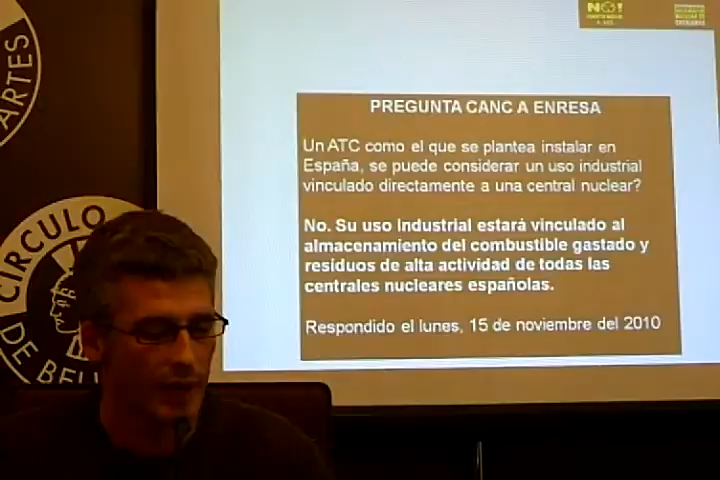 ARTES
NO!
PREGUNTA CANC A ENRESA
Un ATC como el que se plantea instalar en
España, se puede considerar un uso industrial
vinculado directamente a una central nuclear?
No. Su uso Industrial estará vinculado al
almacenamiento del combustible gastado y
residuos de alta actividad de todas las
centrales nucleares españolas.
Respondido el lunes, 15 de noviembre del 2010
CIRCULO
DE BEL